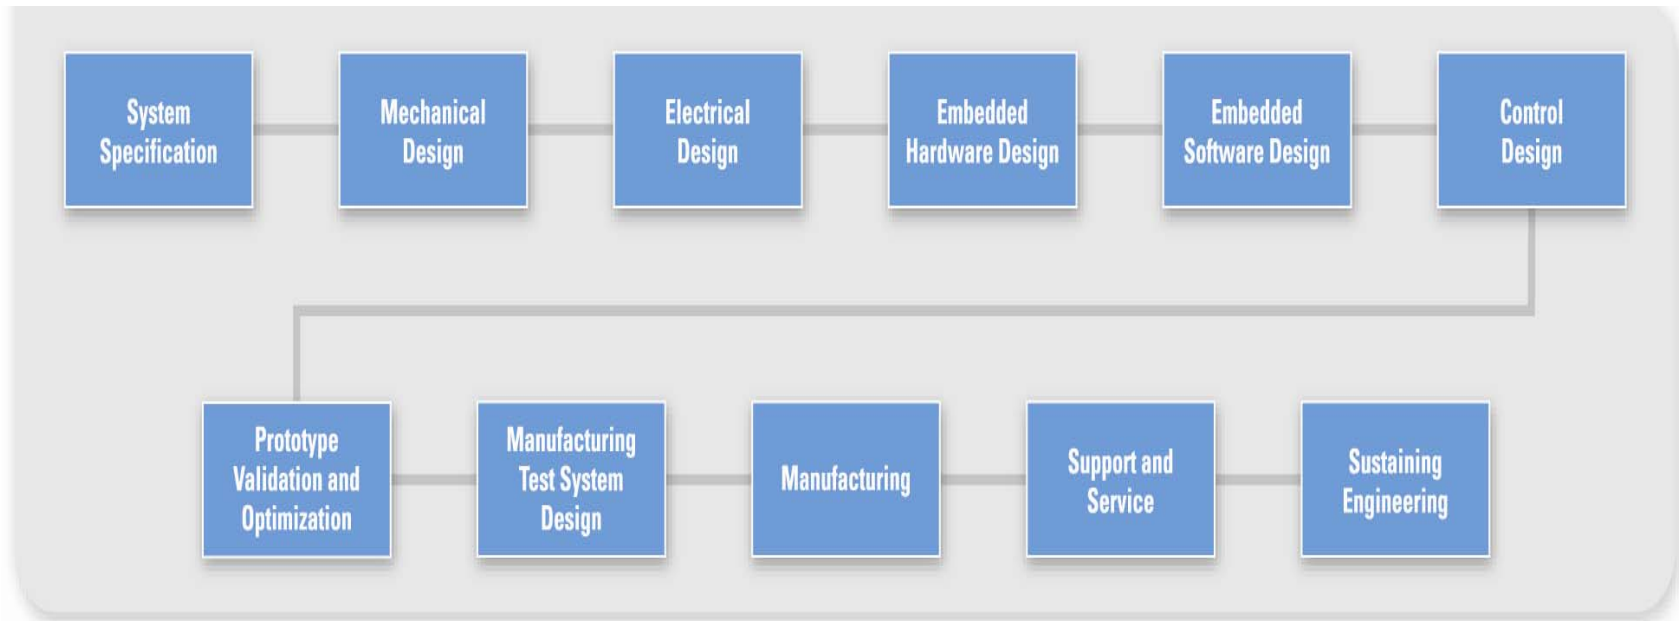 System
Specification
Mechanical
Design
Electrical
Design
Embedded
Hardware Design
Embedded
Software Design
Control
Design
Prototype
Validation and
Optimization
Manufacturing
Test System
Design
Manufacturing
Support and
Service
Sustaining
Engineering